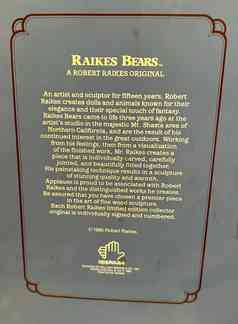 RAIKES BEARS™
A ROBERT RAIKES ORIGINAL
An artist and sculptor for fifteen years, Robert
Raikes creates dolls and animals known for their
elegance and their special touch of fantasy.
Raikes Bears came to life three years ago at the
artist's studio in the majestic Mt. Shasta area of
Northern California, and are the result of his
continued interest in the great outdoors. Working
from his feelings, then from a visualization
of the finished work, Mr. Raikes creates a
piece that is individually carved, carefully
jointed, and beautifully fitted together.
His painstaking technique results in a sculpture
of stunning quality and warmth.
Applause is proud to be associated with Robert
Raikes and the distinguished works he creates.
Be assured that you have chosen a premier piece
in the art of fine wood sculpture.
Each Robert Raikes limited edition collector
original is individually signed and numbered.
Robert Raikes